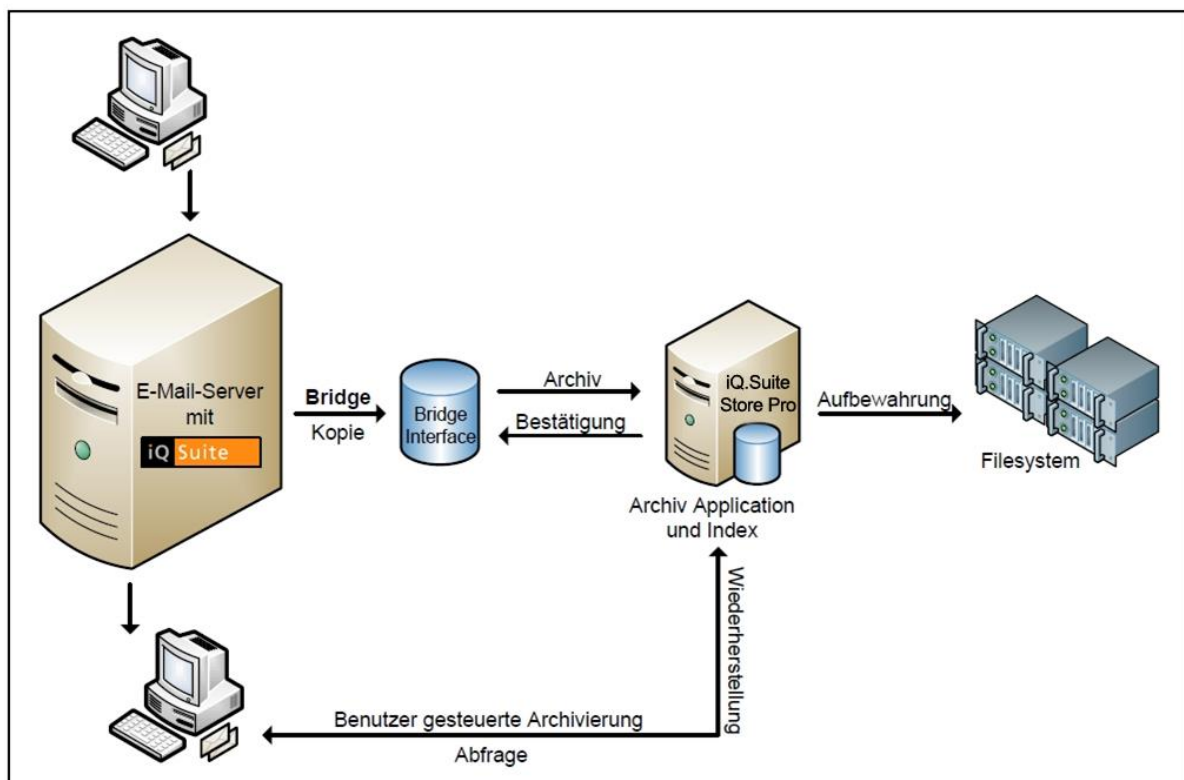 E-Mail-Server
mit
iQ Suite
Bridge
Kopie
Bridge
Interface
Archiv
Bestätigung
iQ.Suite
Store Pro
Archiv Application
und Index
Aufbewahrung
Filesystem
Wiederherstellung
Benutzer gesteuerte Archivierung
Abfrage